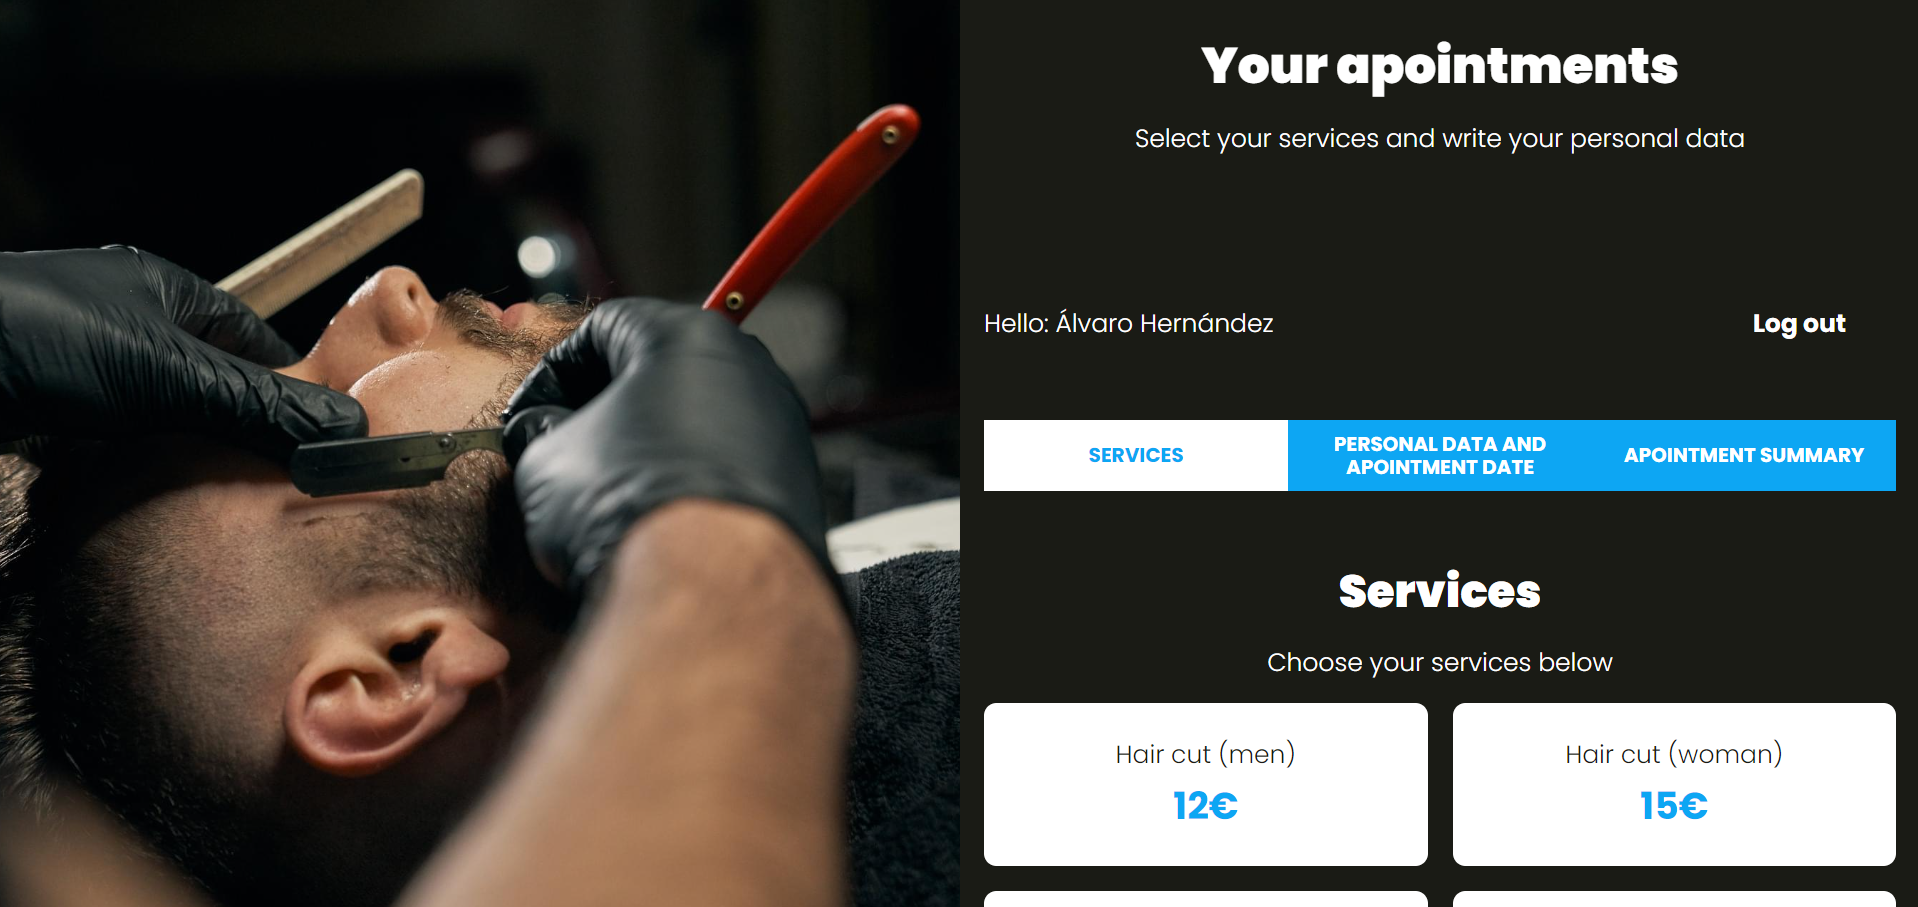 Your apointments
Select your services and write your personal data
Hello: Álvaro Hernández
Log out
SERVICES
PERSONAL DATA AND
APOINTMENT DATE
APOINTMENT SUMMARY
Services
Choose your services below
Hair cut (men)
12€
Hair cut (woman)
15€